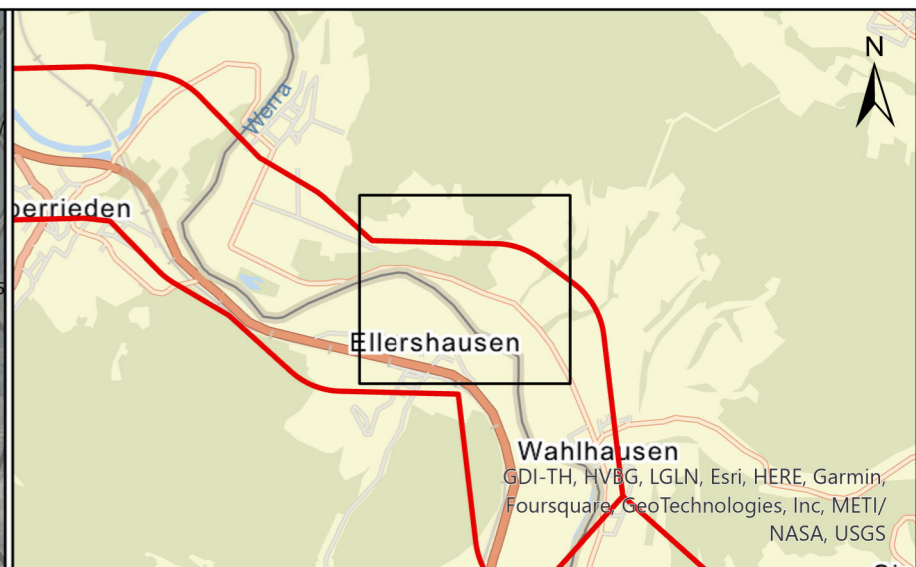 N
Werra
berrieden
Ellershausen
Wahlhausen
GDI-TH, HVBG, LGLN, Esri, HERE, Garmin,
Foursquare, GeoTechnologies, Inc, METI/
NASA, USGS